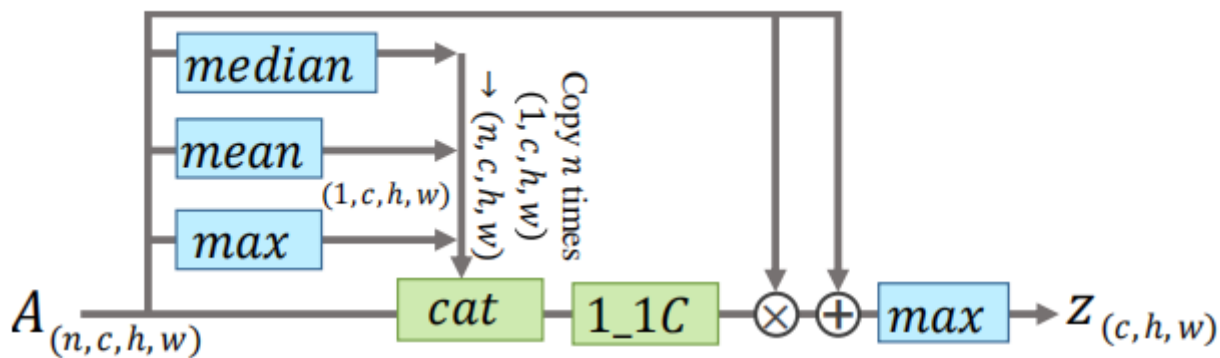 median
mean
(1, c, h, w)
max
Copy n times
(1, c, h, w)
→ (n, c, h, w)
A(n, c, h, w)
cat
1_1C
×
+
max
z(c, h, w)